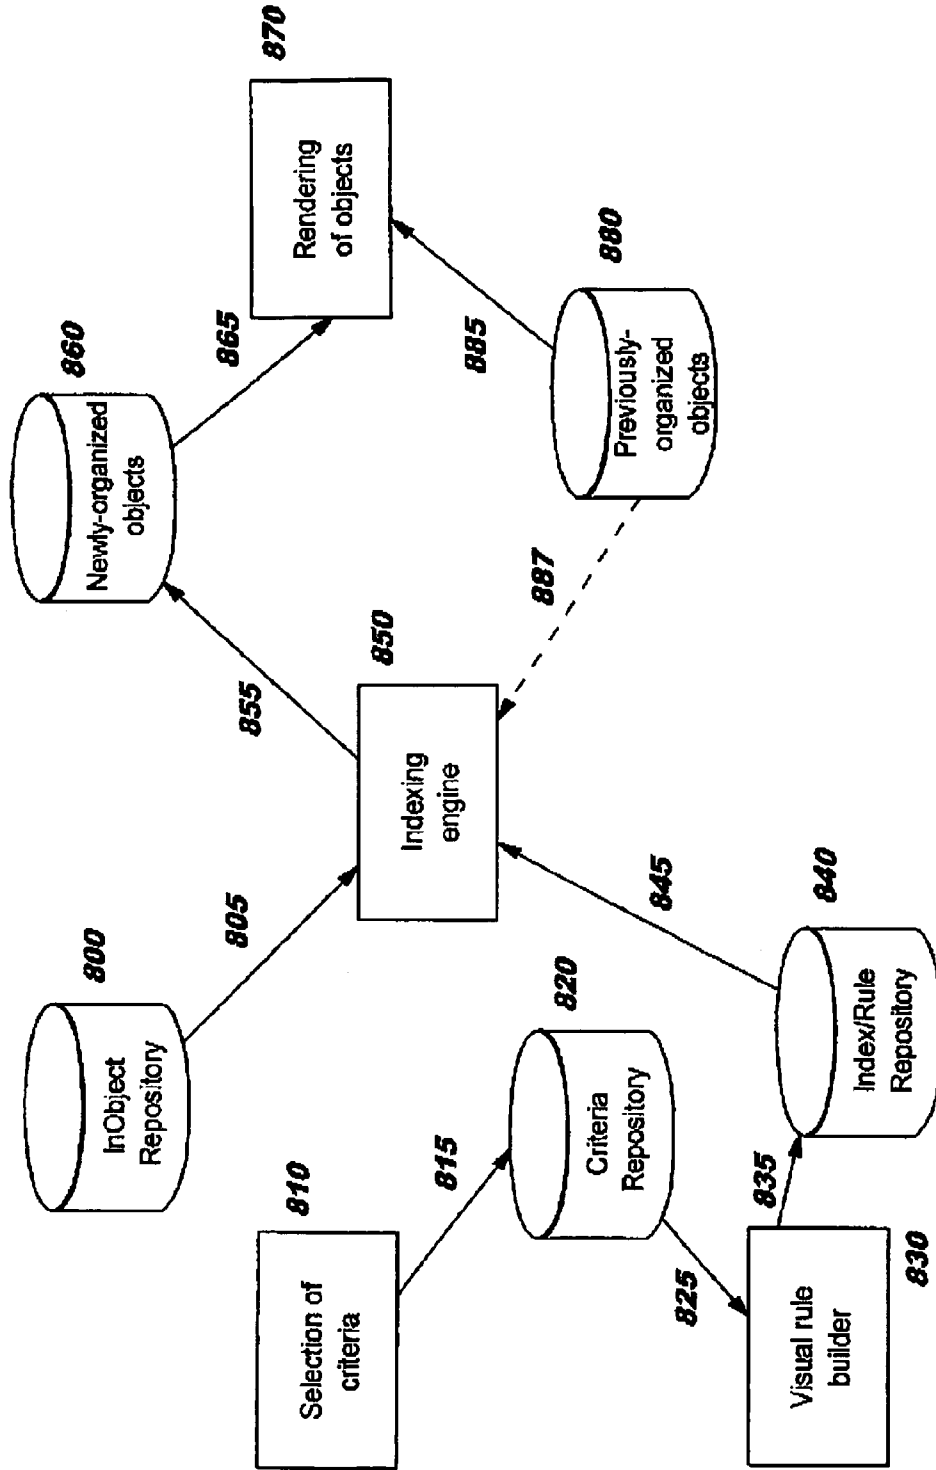 InObject
Repository
800
805
Selection of
criteria
810
815
Criteria
Repository
820
825
Visual rule
builder
830
835
Index/Rule
Repository
840
845
Indexing
engine
850
855
Newly-organized
objects
860
865
Rendering
of objects
870
Previously-
organized
objects
880
885
887